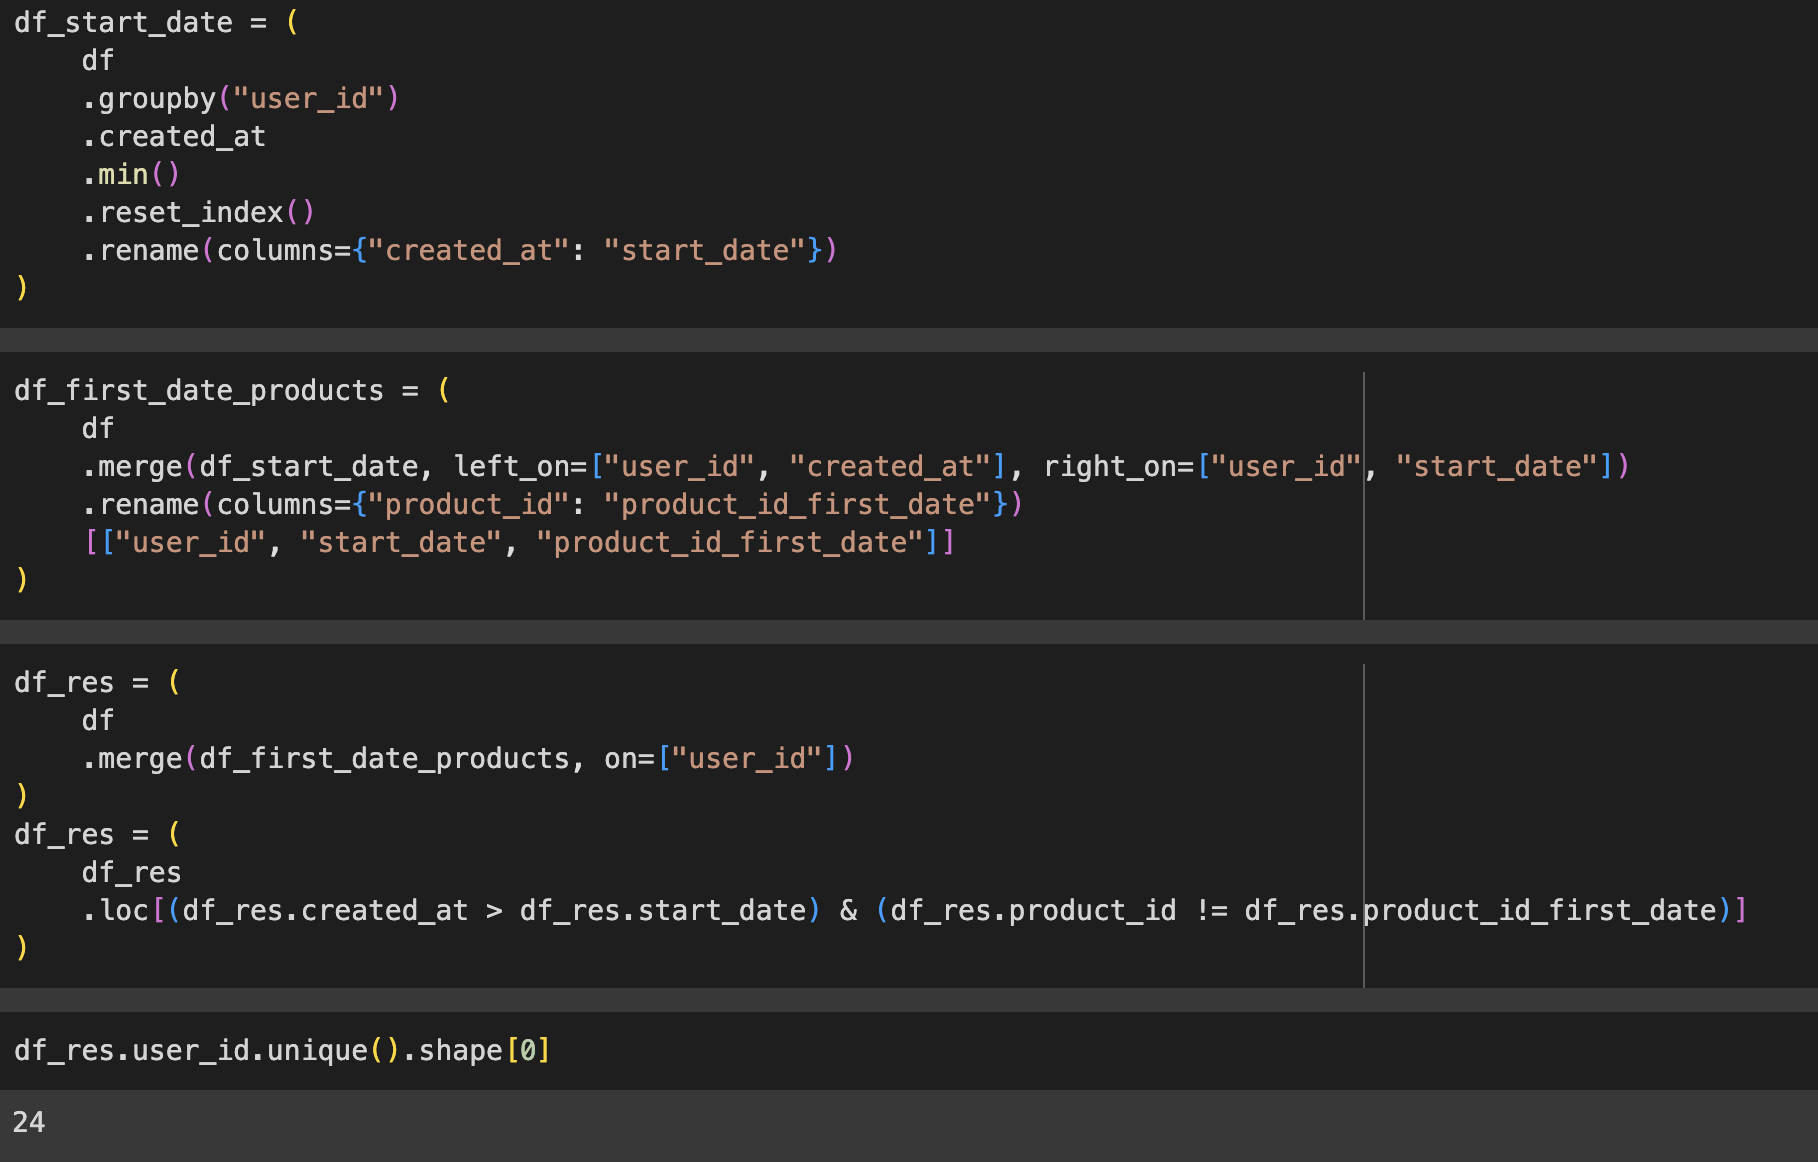 df_start_date = (
    df
    .groupby("user_id")
    .created_at
    .min()
    .reset_index()
    .rename(columns={"created_at": "start_date"})
)
df_first_date_products = (
    df
    .merge(df_start_date, left_on=["user_id", "created_at"], right_on=["user_id", "start_date"])
    .rename(columns={"product_id": "product_id_first_date"})
    [["user_id", "start_date", "product_id_first_date"]]
)
df_res = (
    df
    .merge(df_first_date_products, on=["user_id"])
)
df_res = (
    df_res
    .loc[(df_res.created_at > df_res.start_date) & (df_res.product_id != df_res.product_id_first_date)]
)
df_res.user_id.unique().shape[0]
24